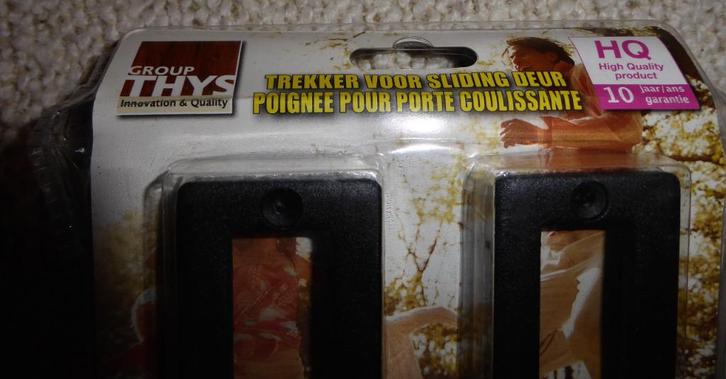 GROUP
THYS
Innovation & Quality
TREKKER VOOR SLIDING DEUR
POIGNEE POUR PORTE COULISSANTE
HQ
High Quality
product
10 jaar/ans
garantie